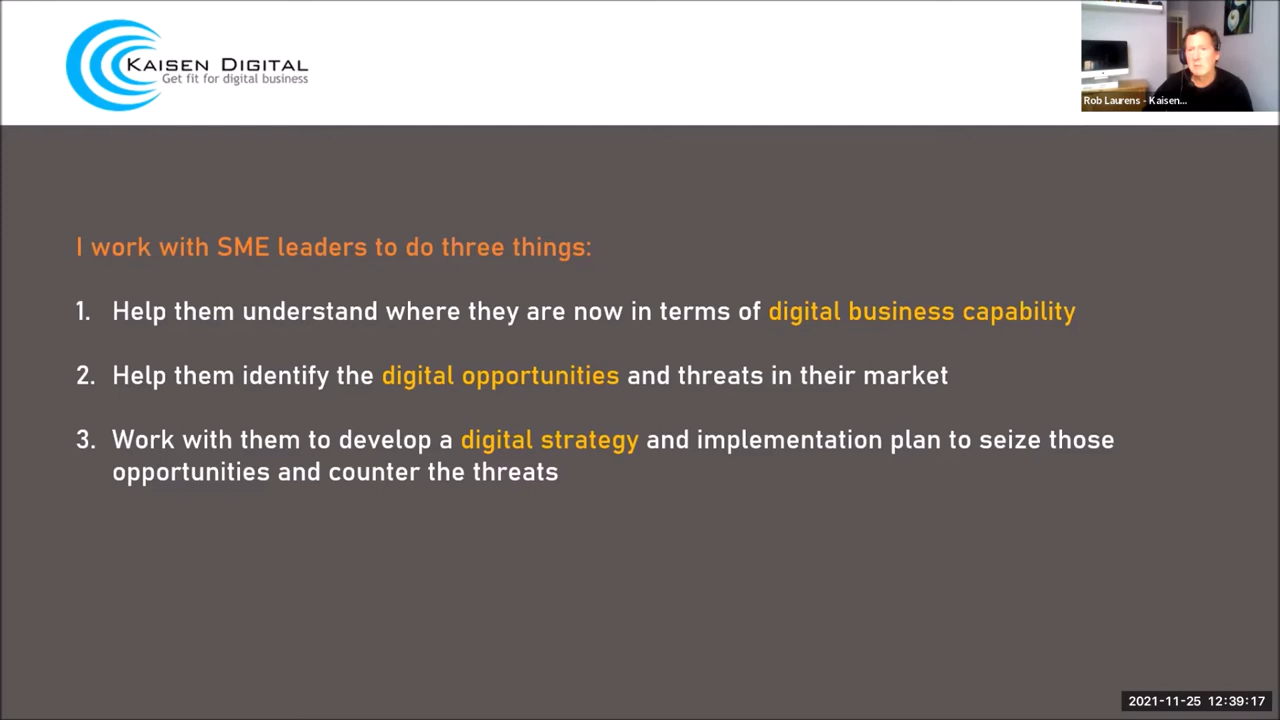 KAISEN DIGITAL
Get fit for digital business
Rob Laurens - Kaisen...
I work with SME leaders to do three things:
1. Help them understand where they are now in terms of digital business capability
2. Help them identify the digital opportunities and threats in their market
3. Work with them to develop a digital strategy and implementation plan to seize those
opportunities and counter the threats
2021-11-25 12:39:17